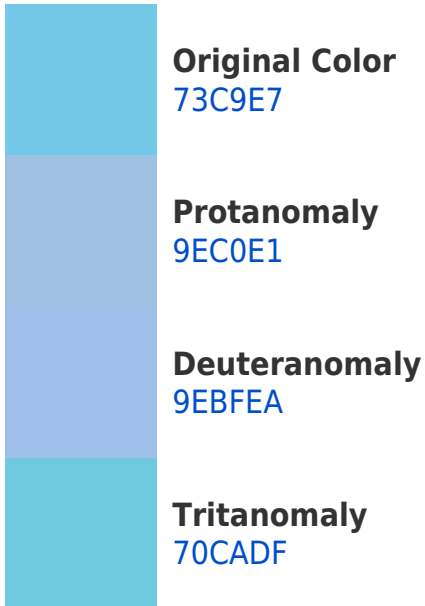 Original Color
73C9E7
Protanomaly
9EC0E1
Deuteranomaly
9EBFEA
Tritanomaly
70CADF